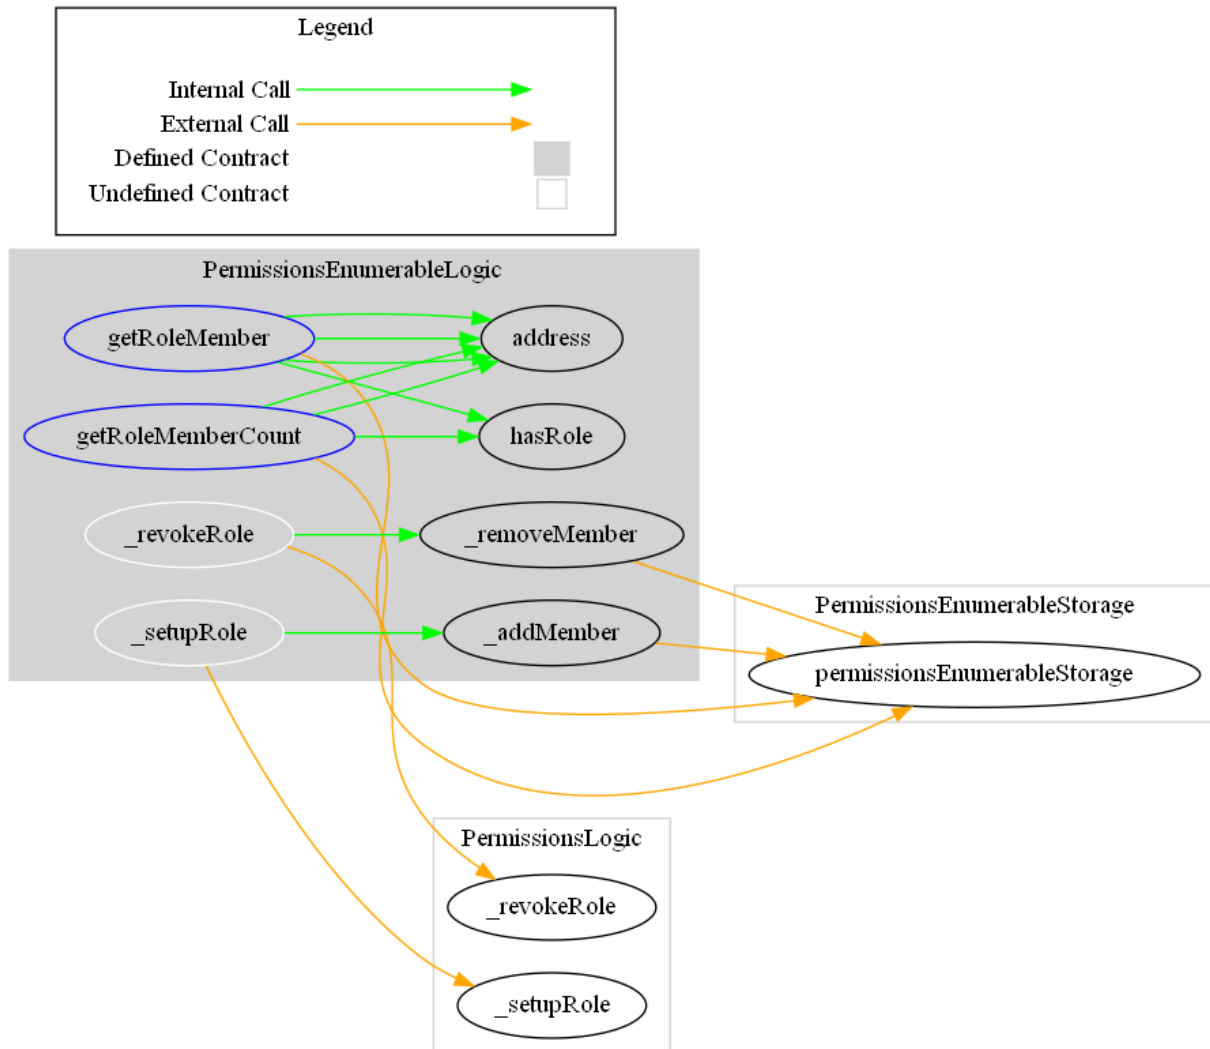 Legend
Internal Call
External Call
Defined Contract
Undefined Contract
PermissionsEnumerableLogic
getRoleMember
address
getRoleMemberCount
hasRole
_revokeRole
_removeMember
_setupRole
_addMember
PermissionsEnumerableStorage
permissionsEnumerableStorage
PermissionsLogic
_revokeRole
_setupRole